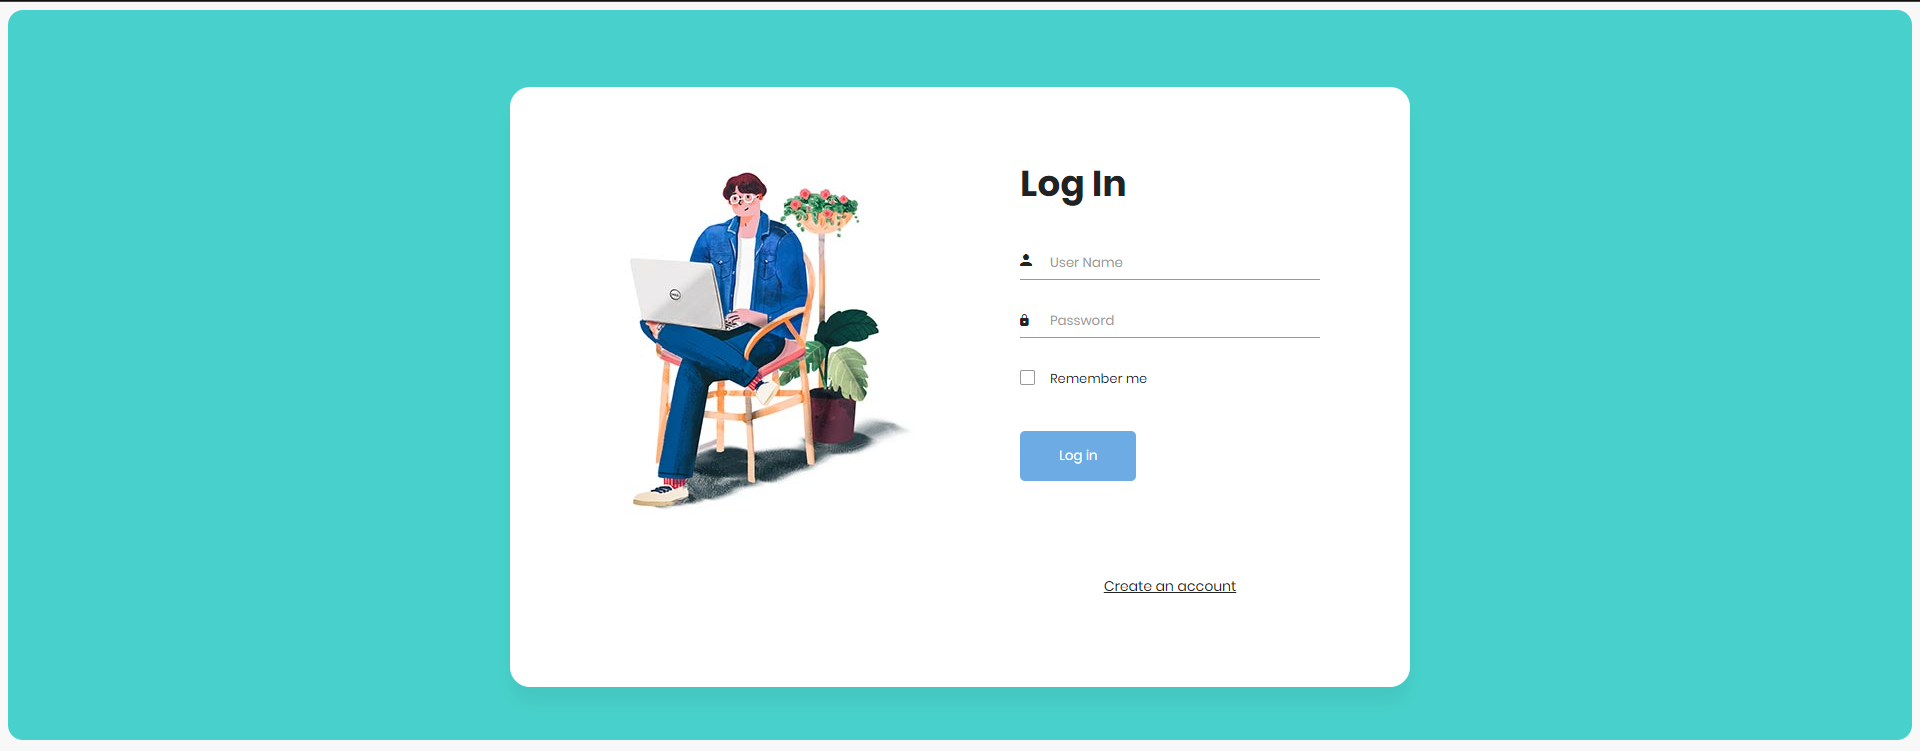 Log In
User Name
Password
Remember me
Log in
Create an account